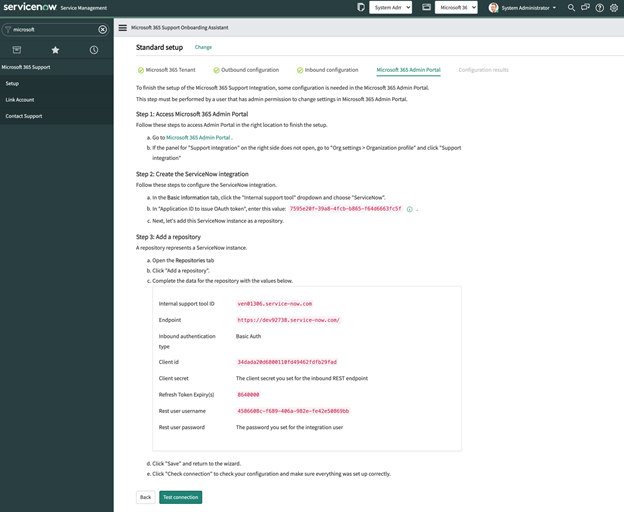 servicenow Service Management
System Adm
Microsoft 36
System Administrator
microsoft
Microsoft 365 Support
Setup
Link Account
Contact Support
Microsoft 365 Support Onboarding Assistant
Standard setup Change
Microsoft 365 Tenant Outbound configuration Inbound configuration Microsoft 365 Admin Portal Configuration results
To finish the setup of the Microsoft 365 Support Integration, some configuration is needed in the Microsoft 365 Admin Portal.
This step must be performed by a user that has admin permission to change settings in Microsoft 365 Admin Portal.
Step 1: Access Microsoft 365 Admin Portal
Follow these steps to access Admin Portal in the right location to finish the setup.
a. Go to Microsoft 365 Admin Portal .
b. If the panel for "Support integration" on the right side does not open, go to "Org settings > Organization profile" and click "Support
integration"
Step 2: Create the ServiceNow integration
Follow these steps to configure the ServiceNow integration.
a. In the Basic information tab, click the "Internal support tool" dropdown and choose "ServiceNow".
b. In "Application ID to issue OAuth token", enter this value: 7595e20f-39a0-4fcb-b865-f64d6663fc5f .
c. Next, let's add this ServiceNow instance as a repository.
Step 3: Add a repository
A repository represents a ServiceNow instance.
a. Open the Repositories tab
b. Click "Add a repository".
c. Complete the data for the repository with the values below.
Internal support tool ID ven01306.service-now.com
Endpoint https://dev92738.service-now.com/
Inbound authentication Basic Auth
type
Client id 34dada20d6800110fd49462fdfb29fad
Client secret The client secret you set for the inbound REST endpoint
Refresh Token Expiry(s) 8640000
Rest user username 4586608c-f689-406a-982e-fe42e50869bb
Rest user password The password you set for the integration user
d. Click "Save" and return to the wizard.
e. Click "Check connection" to check your configuration and make sure everything was set up correctly.
Back Test connection